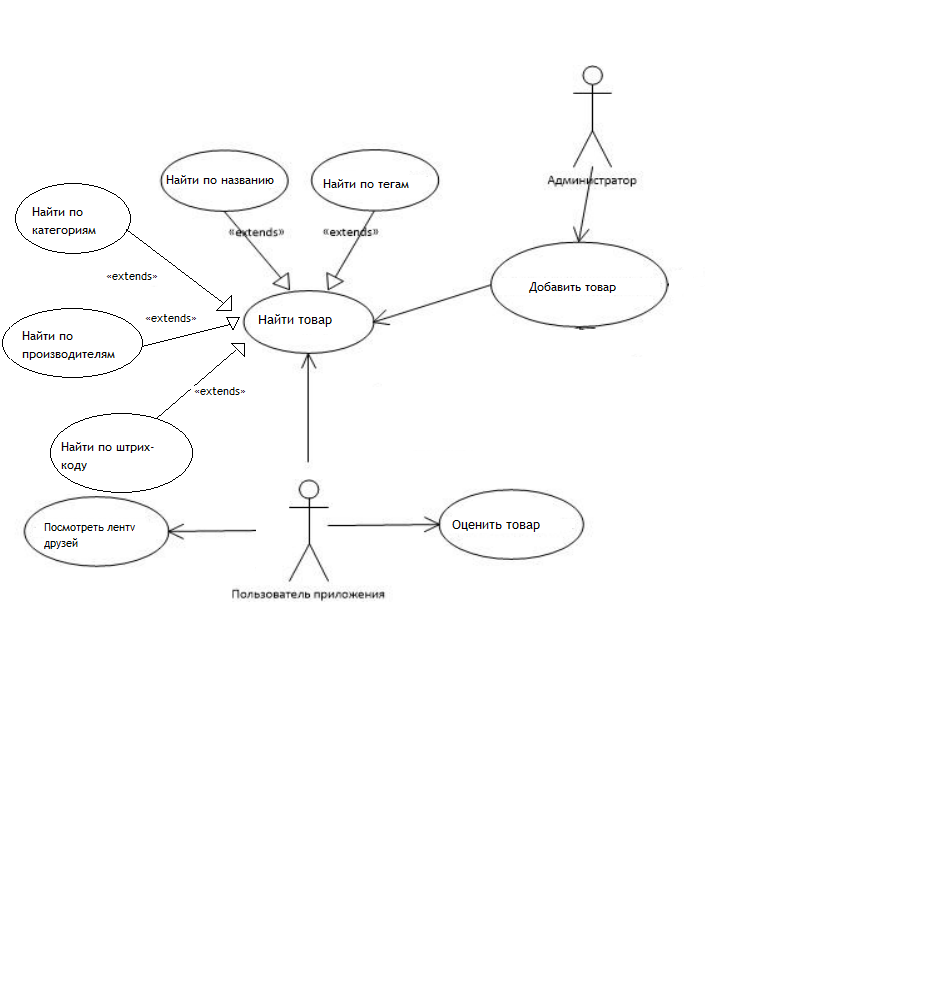 Администратор
Найти по названию
Найти по тегам
Найти по
категориям
«extends»
«extends»
«extends»
Добавить товар
«extends»
Найти товар
Найти по
производителям
«extends»
Найти по штрих-
коду
Посмотреть ленту
друзей
Оценить товар
Пользователь приложения